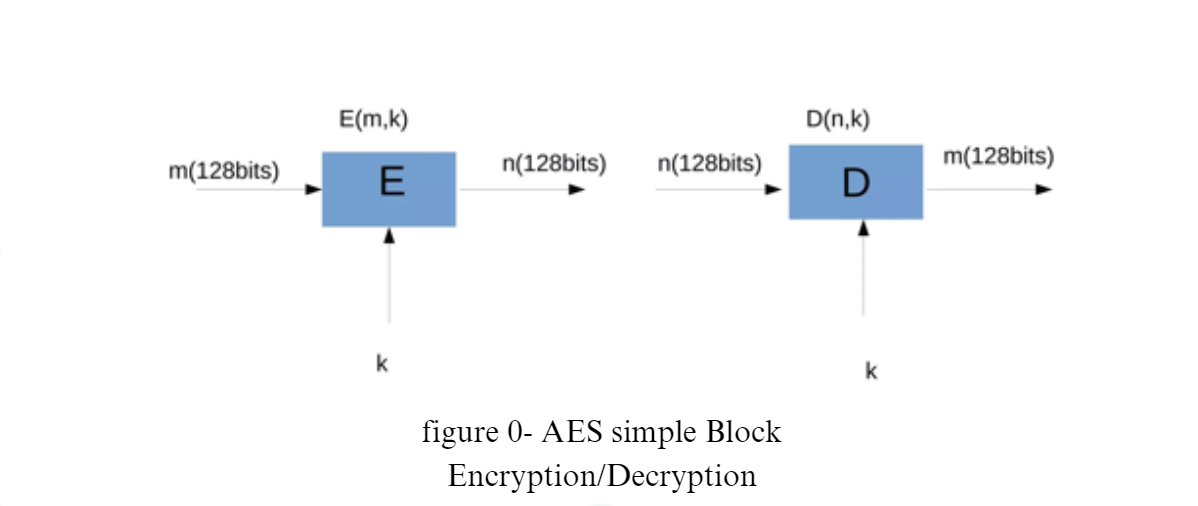 E(m,k)
m(128bits)
E
n(128bits)
k
D(n,k)
n(128bits)
D
m(128bits)
k
figure 0- AES simple Block
Encryption/Decryption